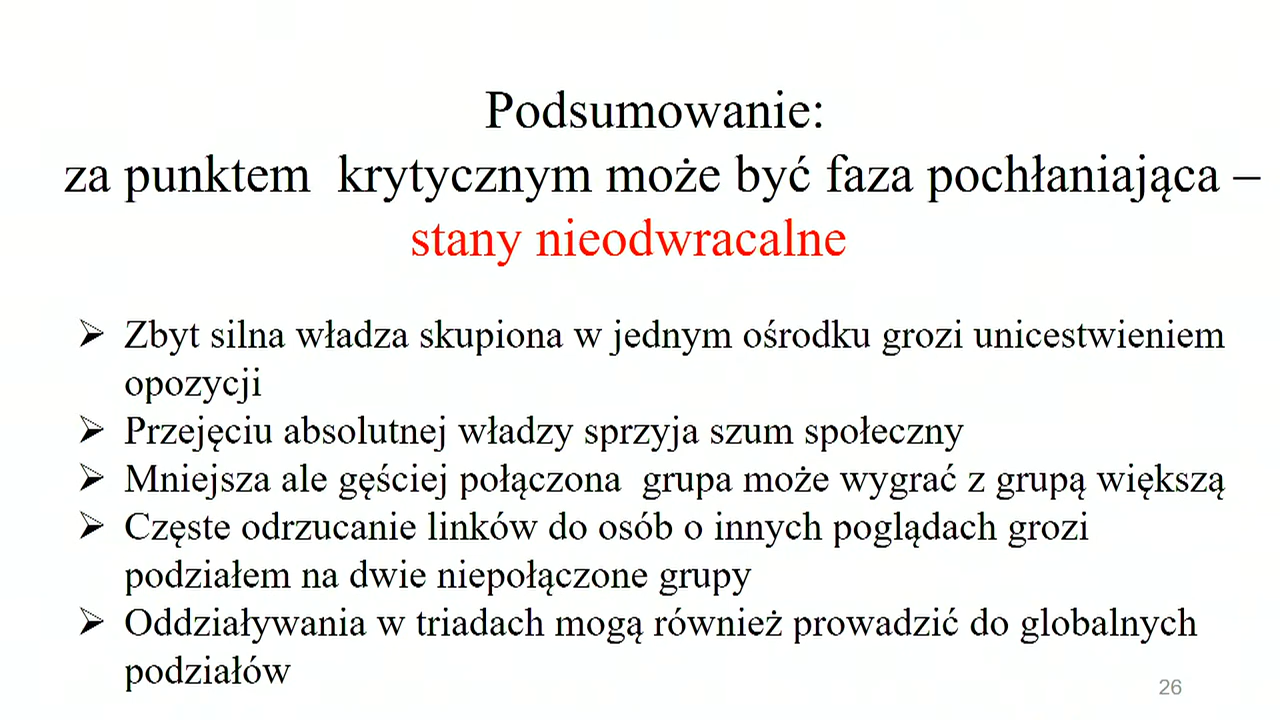 Podsumowanie:
za punktem krytycznym może być faza pochłaniająca –
stany nieodwracalne
➢ Zbyt silna władza skupiona w jednym ośrodku grozi unicestwieniem
opozycji
➢ Przejęciu absolutnej władzy sprzyja szum społeczny
➢ Mniejsza ale gęściej połączona grupa może wygrać z grupą większą
➢ Częste odrzucanie linków do osób o innych poglądach grozi
podziałem na dwie niepołączone grupy
➢ Oddziaływania w triadach mogą również prowadzić do globalnych
podziałów
26